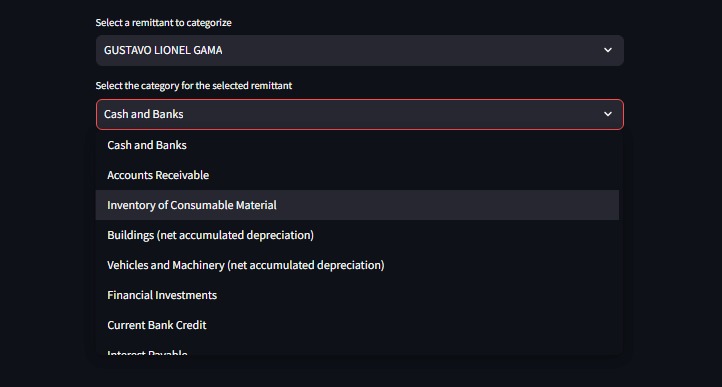 Select a remittant to categorize
GUSTAVO LIONEL GAMA
Select the category for the selected remittant
Cash and Banks
Cash and Banks
Accounts Receivable
Inventory of Consumable Material
Buildings (net accumulated depreciation)
Vehicles and Machinery (net accumulated depreciation)
Financial Investments
Current Bank Credit
Interest Payable